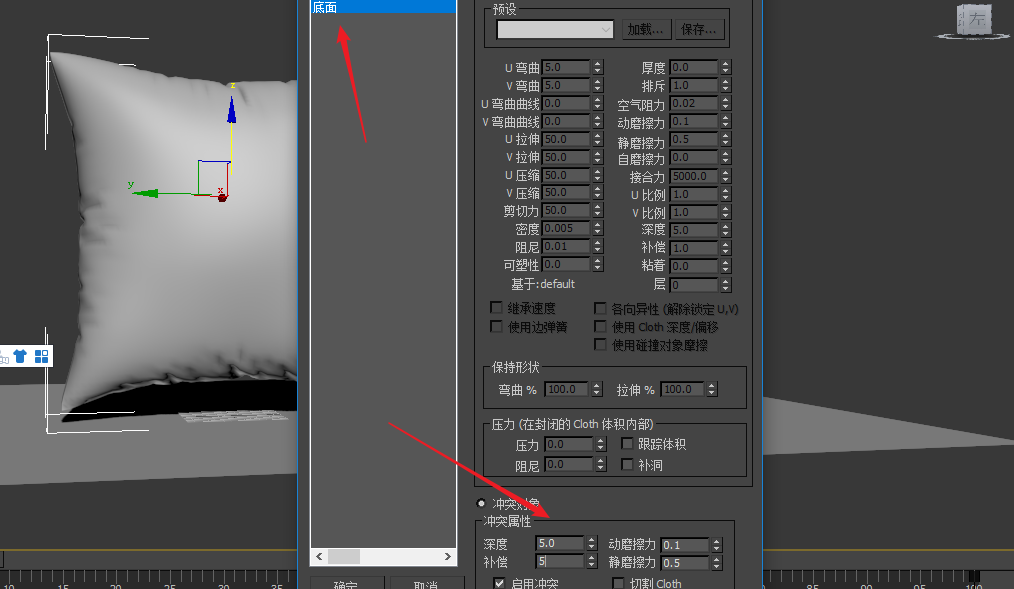 底面
预设
加载...
保存...
左
U 弯曲 5.0 厚度 0.0
V 弯曲 5.0 排斥 1.0
U 弯曲曲线 0.0 空气阻力 0.02
V 弯曲曲线 0.0 动磨擦力 0.1
U 拉伸 50.0 静磨擦力 0.5
V 拉伸 50.0 自磨擦力 0.0
U 压缩 50.0 接合力 5000.0
V 压缩 50.0 U 比例 1.0
剪切力 50.0 V 比例 1.0
密度 0.005 深度 5.0
阻尼 0.01 补偿 1.0
可塑性 0.0 粘着 0.0
基于:default 层 0
继承速度 各向异性 (解除锁定 U,V)
使用边弹簧 使用 Cloth 深度/偏移
使用碰撞对象摩擦
保持形状
弯曲 % 100.0 拉伸 % 100.0
压力 (在封闭的 Cloth 体积内部)
压力 0.0 跟踪体积
阻尼 0.0 补洞
冲突对象
冲突属性
深度 5.0 动磨擦力 0.1
补偿 5 静磨擦力 0.5
启用冲突 切割 Cloth
确定 取消
z
y
x
10 15 20 25 30 85 90 95 100